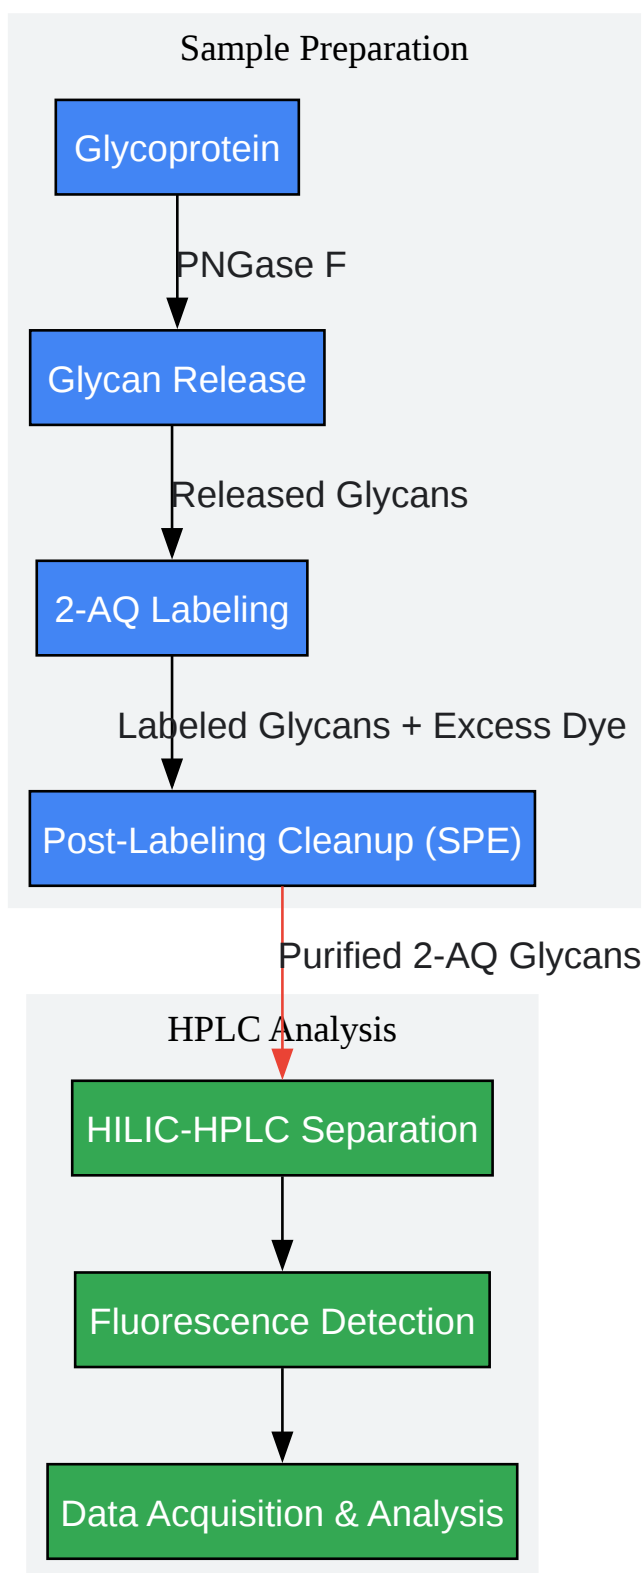 Sample Preparation
Glycoprotein
PNGase F
Glycan Release
Released Glycans
2-AQ Labeling
Labeled Glycans + Excess Dye
Post-Labeling Cleanup (SPE)
Purified 2-AQ Glycans
HPLC Analysis
HILIC-HPLC Separation
Fluorescence Detection
Data Acquisition & Analysis